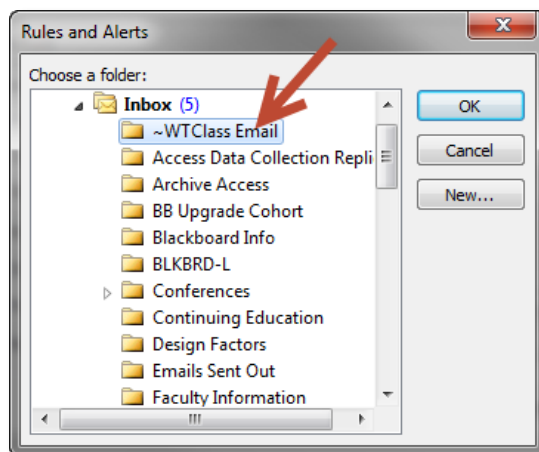 Rules and Alerts
Choose a folder:
Inbox (5)
~WTClass Email
Access Data Collection Repli
Archive Access
BB Upgrade Cohort
Blackboard Info
BLKBRD-L
Conferences
Continuing Education
Design Factors
Emails Sent Out
Faculty Information
OK
Cancel
New...